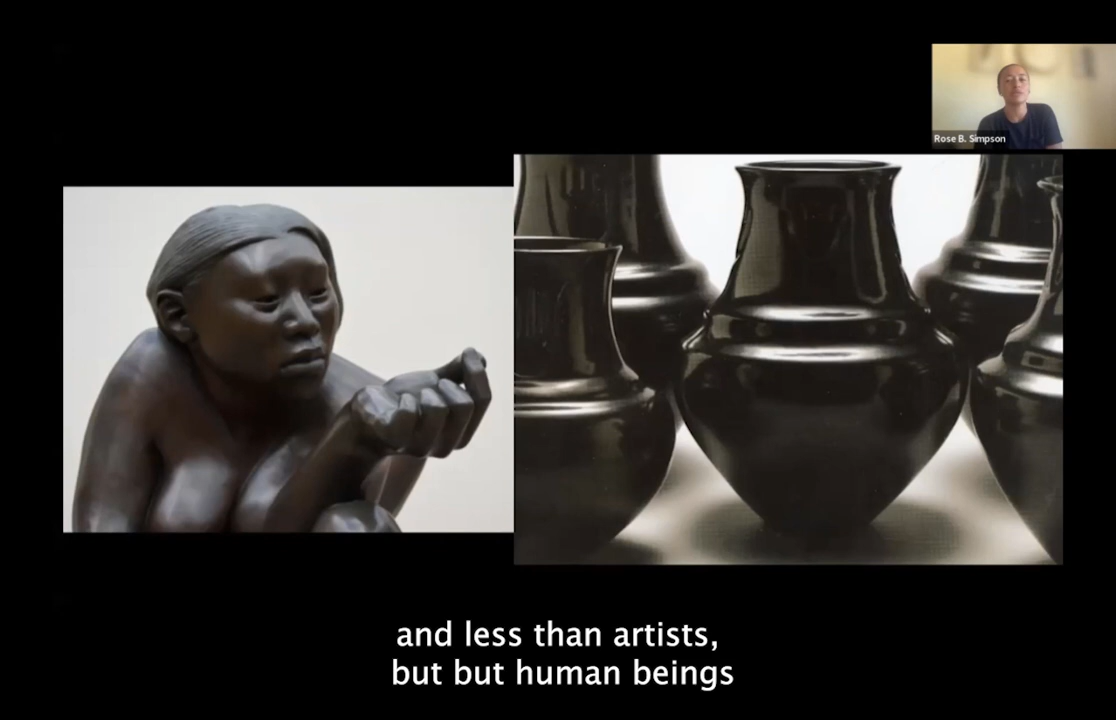 Rose B. Simpson
and less than artists,
but but human beings